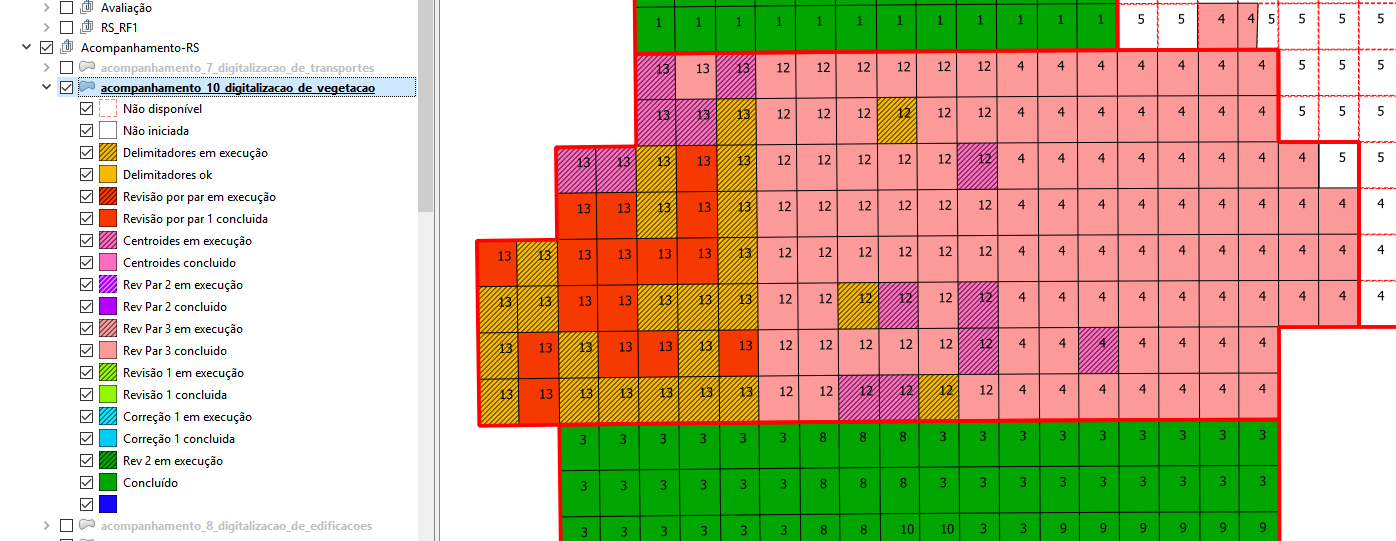 Avaliação
RS_RF1
Acompanhamento-RS
acompanhamento_7_digitalizacao_de_transportes
acompanhamento_10_digitalizacao_de_vegetacao
Não disponível
Não iniciada
Delimitadores em execução
Delimitadores ok
Revisão por par em execução
Revisão por par 1 concluida
Centroides em execução
Centroides concluido
Rev Par 2 em execução
Rev Par 2 concluido
Rev Par 3 em execução
Rev Par 3 concluido
Revisão 1 em execução
Revisão 1 concluida
Correção 1 em execução
Correção 1 concluida
Rev 2 em execução
Concluído
acompanhamento_8_digitalizacao_de_edificacoes
1 1 1 1 1 1 1 1 1 1 1 1 5 5 4 4 5 5 5 5
13 13 13 12 12 12 12 12 12 4 4 4 4 4 4 4 5 5 5
13 13 13 12 12 12 12 12 12 4 4 4 4 4 4 4 5 5 5
13 13 13 13 13 12 12 12 12 12 12 4 4 4 4 4 4 4 4 5 5
13 13 13 13 13 12 12 12 12 12 12 4 4 4 4 4 4 4 4 4 4
13 13 13 13 13 13 13 12 12 12 12 12 12 4 4 4 4 4 4 4 4 4 4
13 13 13 13 13 13 13 12 12 12 12 12 12 4 4 4 4 4 4 4 4 4 4
13 13 13 13 13 13 13 12 12 12 12 12 12 4 4 4 4 4 4 4
13 13 13 13 13 13 13 12 12 12 12 12 12 4 4 4 4 4 4 4
3 3 3 3 3 3 8 8 8 3 3 3 3 3 3 3 3 3
3 3 3 3 3 3 8 8 8 3 3 3 3 3 3 3 3 3
3 3 3 3 3 3 8 8 10 10 3 3 9 9 9 9 9 9